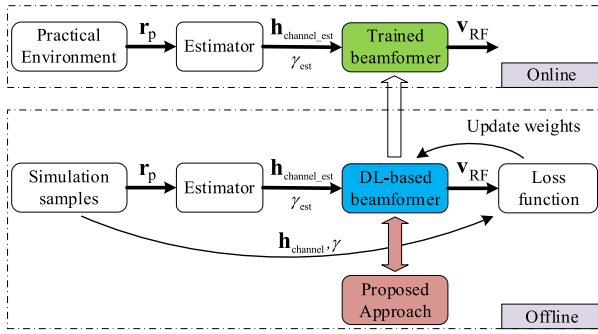 Practical Environment
r_p
Estimator
h_channel_est
γ_est
Trained beamformer
v_RF
Online
Update weights
Simulation samples
r_p
Estimator
h_channel_est
γ_est
DL-based beamformer
v_RF
Loss function
h_channel, γ
Proposed Approach
Offline